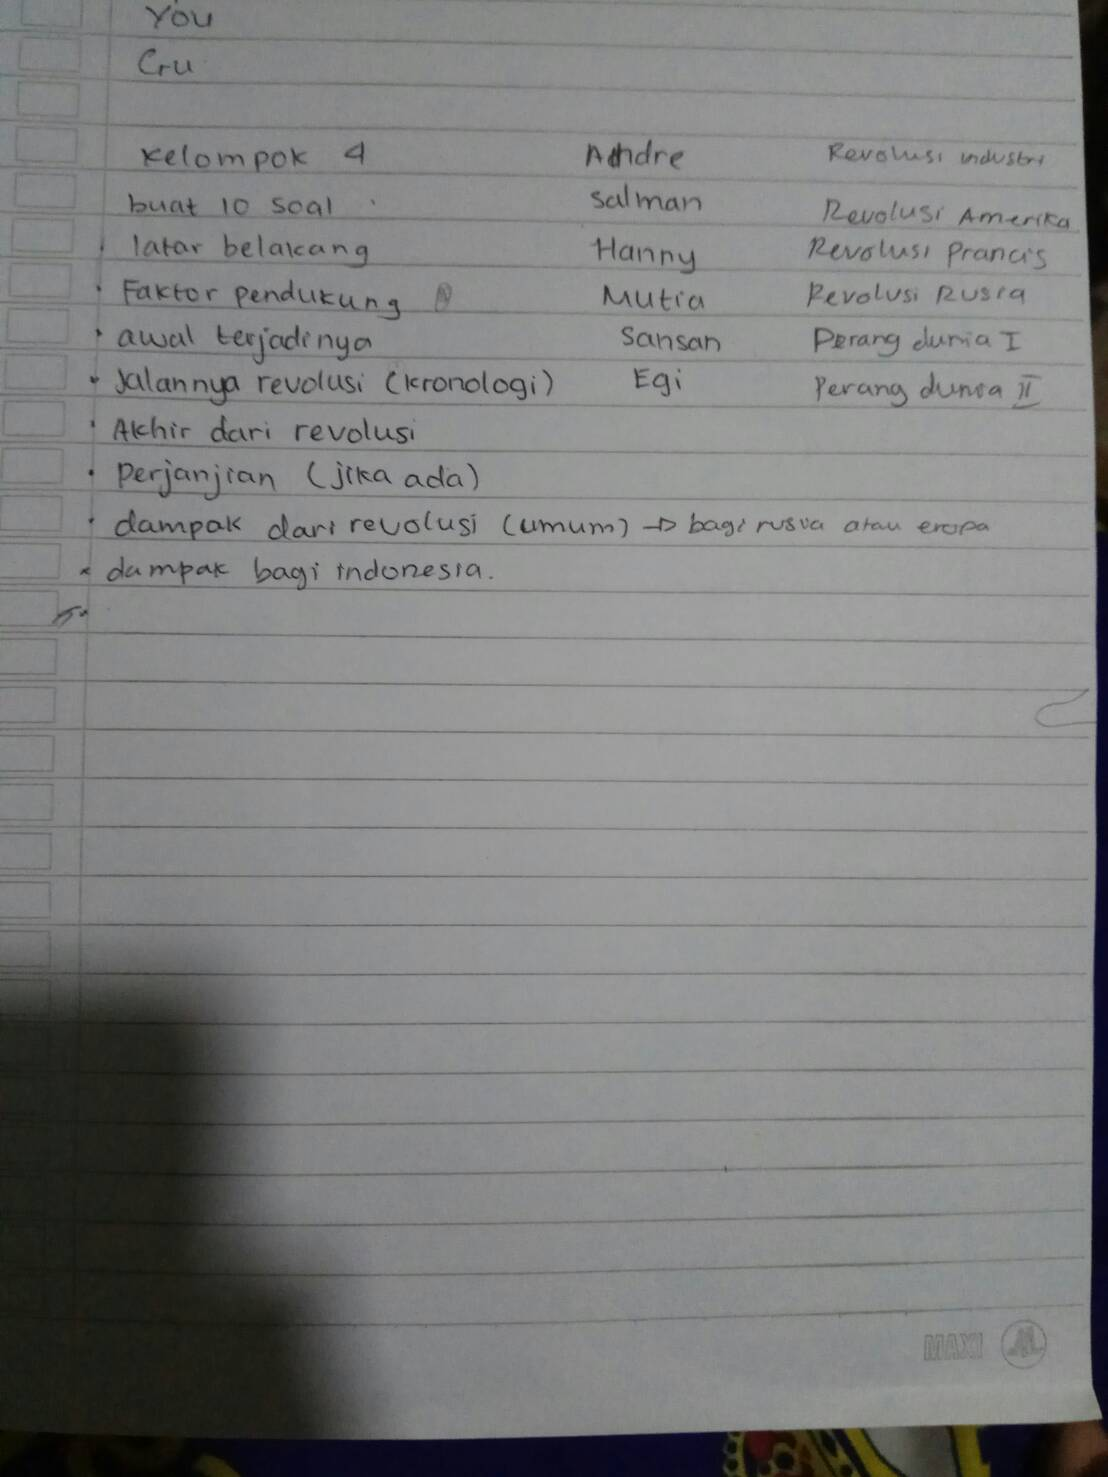 You
Cru
Kelompok 4 Andre Revolusi industri
buat 10 soal Salman Revolusi Amerika
latar belakang Hanny Revolusi Prancis
Faktor pendukung Mutia Revolusi Rusia
awal terjadinya Sansan Perang dunia I
Jalannya revolusi (kronologi) Egi Perang dunia II
Akhir dari revolusi
Perjanjian (jika ada)
dampak dari revolusi (umum) → bagi rusia atau eropa
dampak bagi indonesia.
MAXI